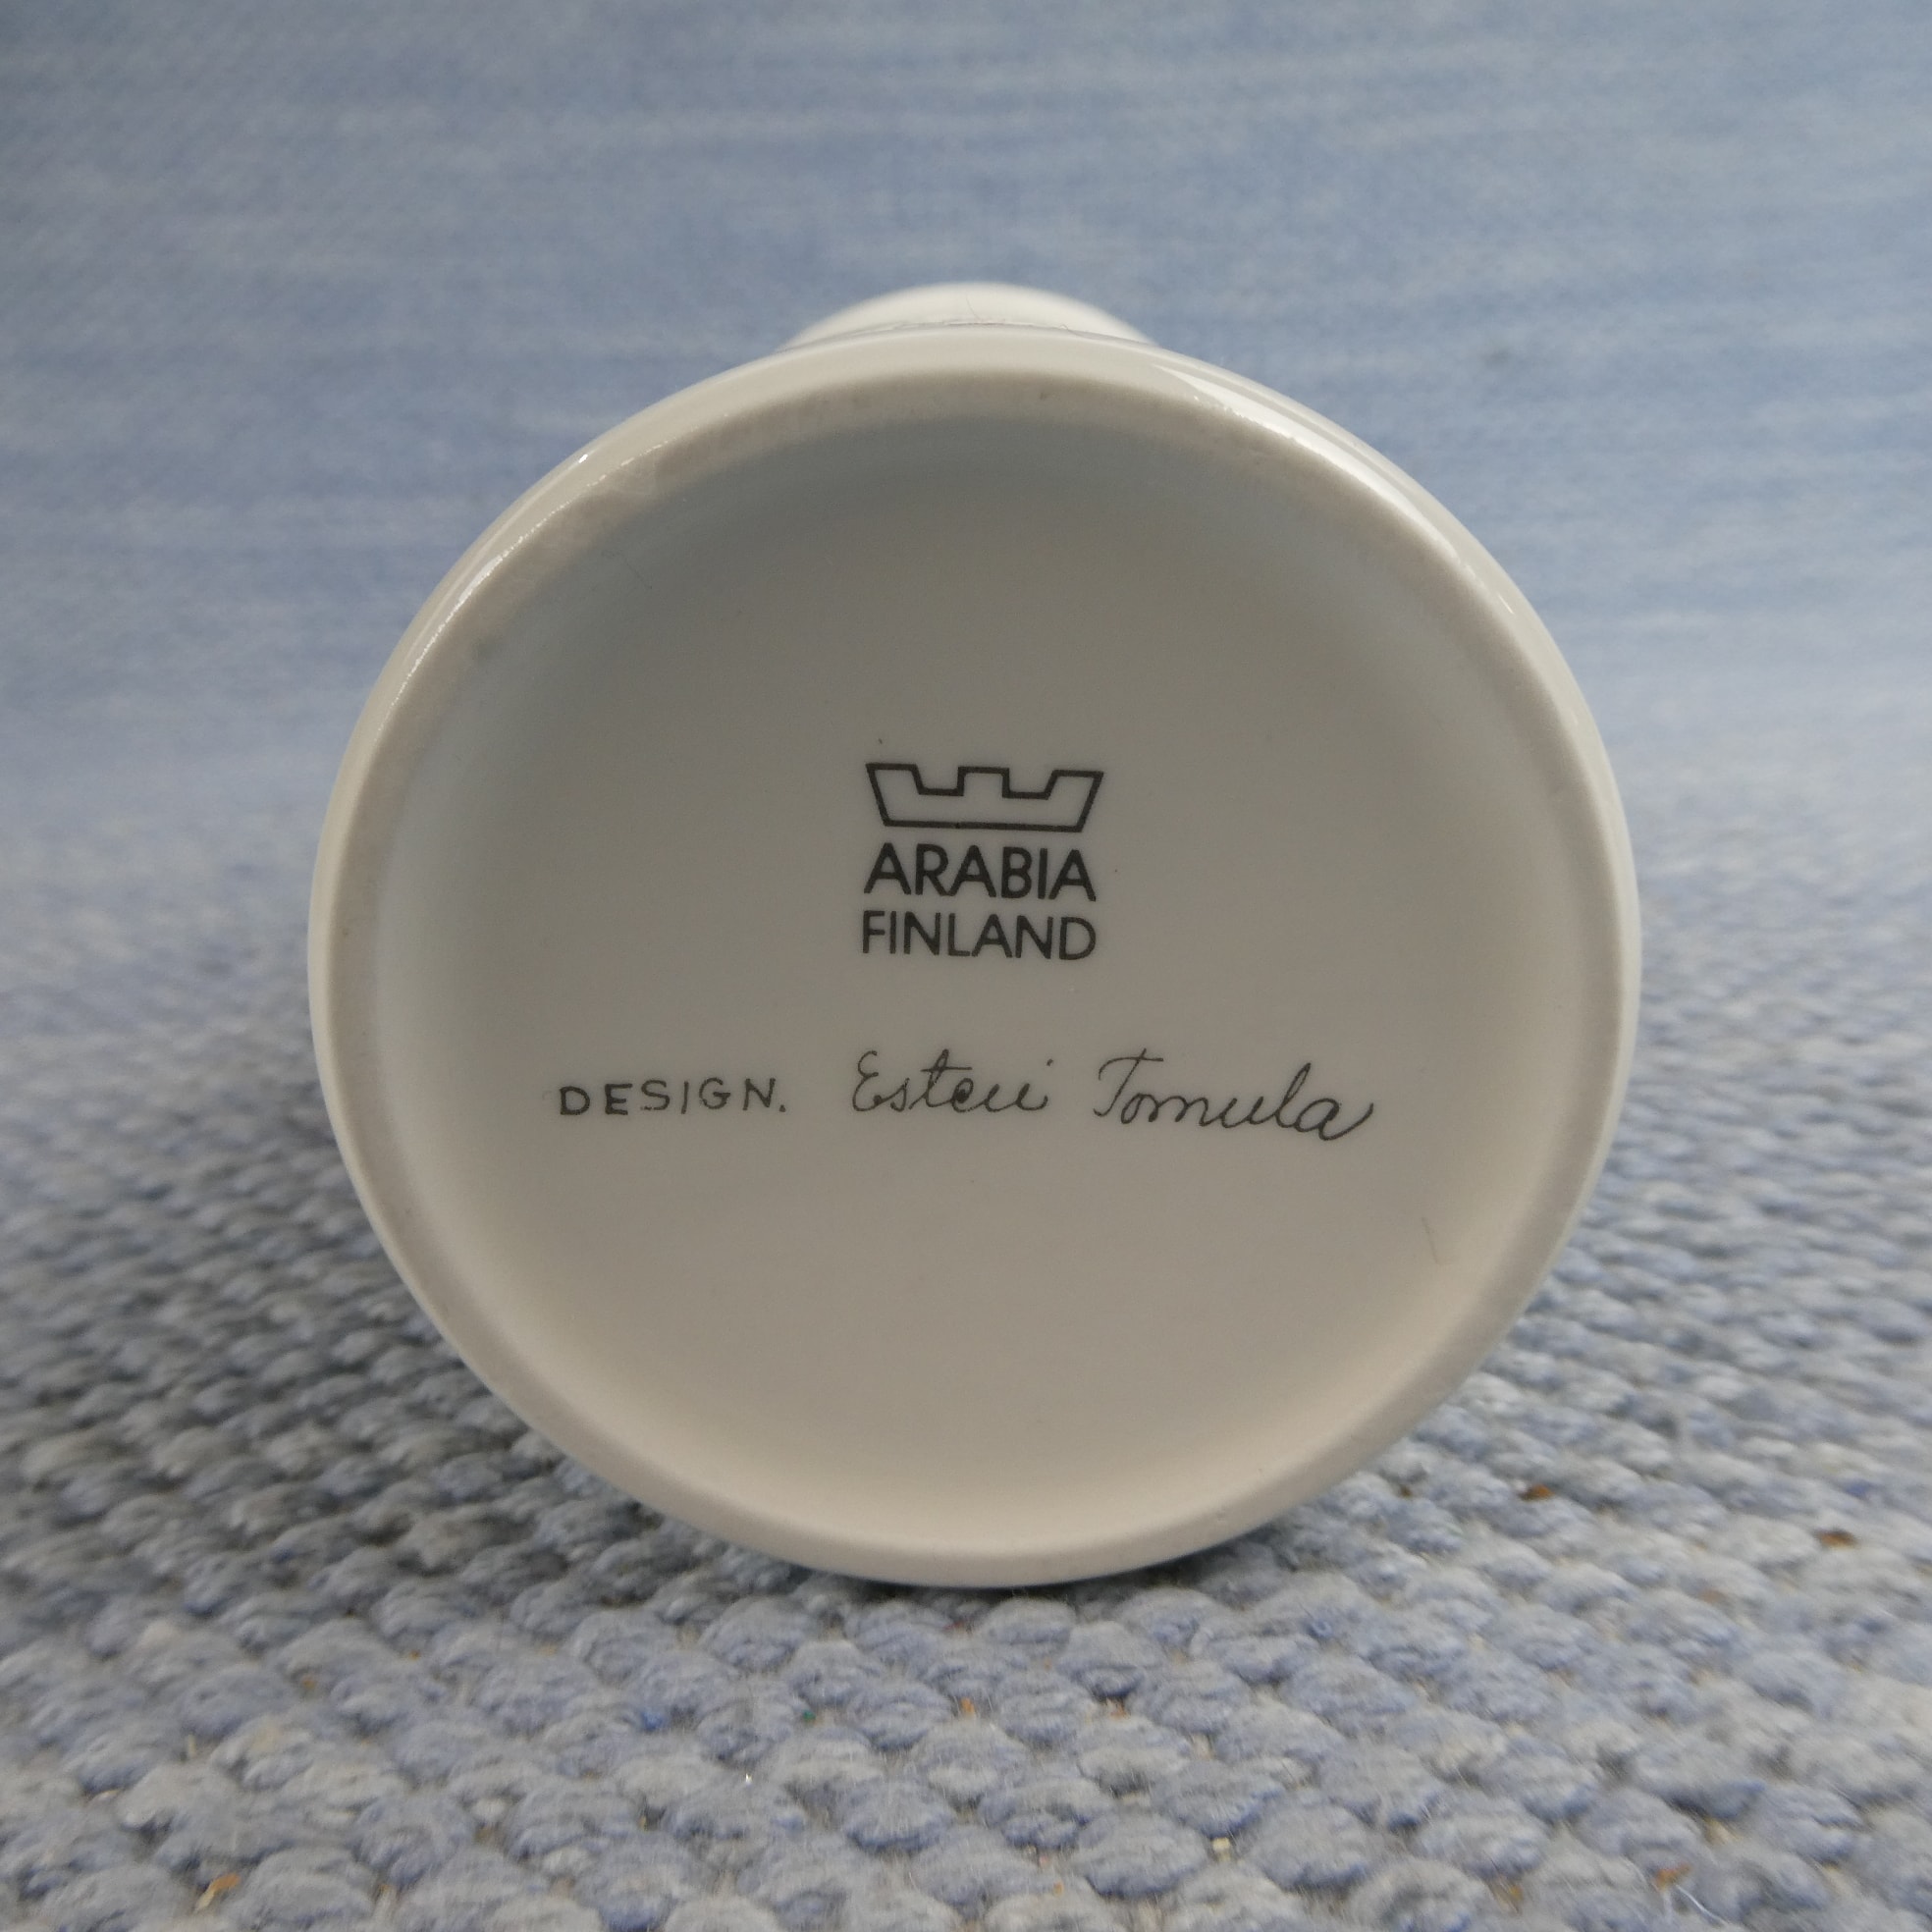 ARABIA
FINLAND
DESIGN. Esteri Tomula